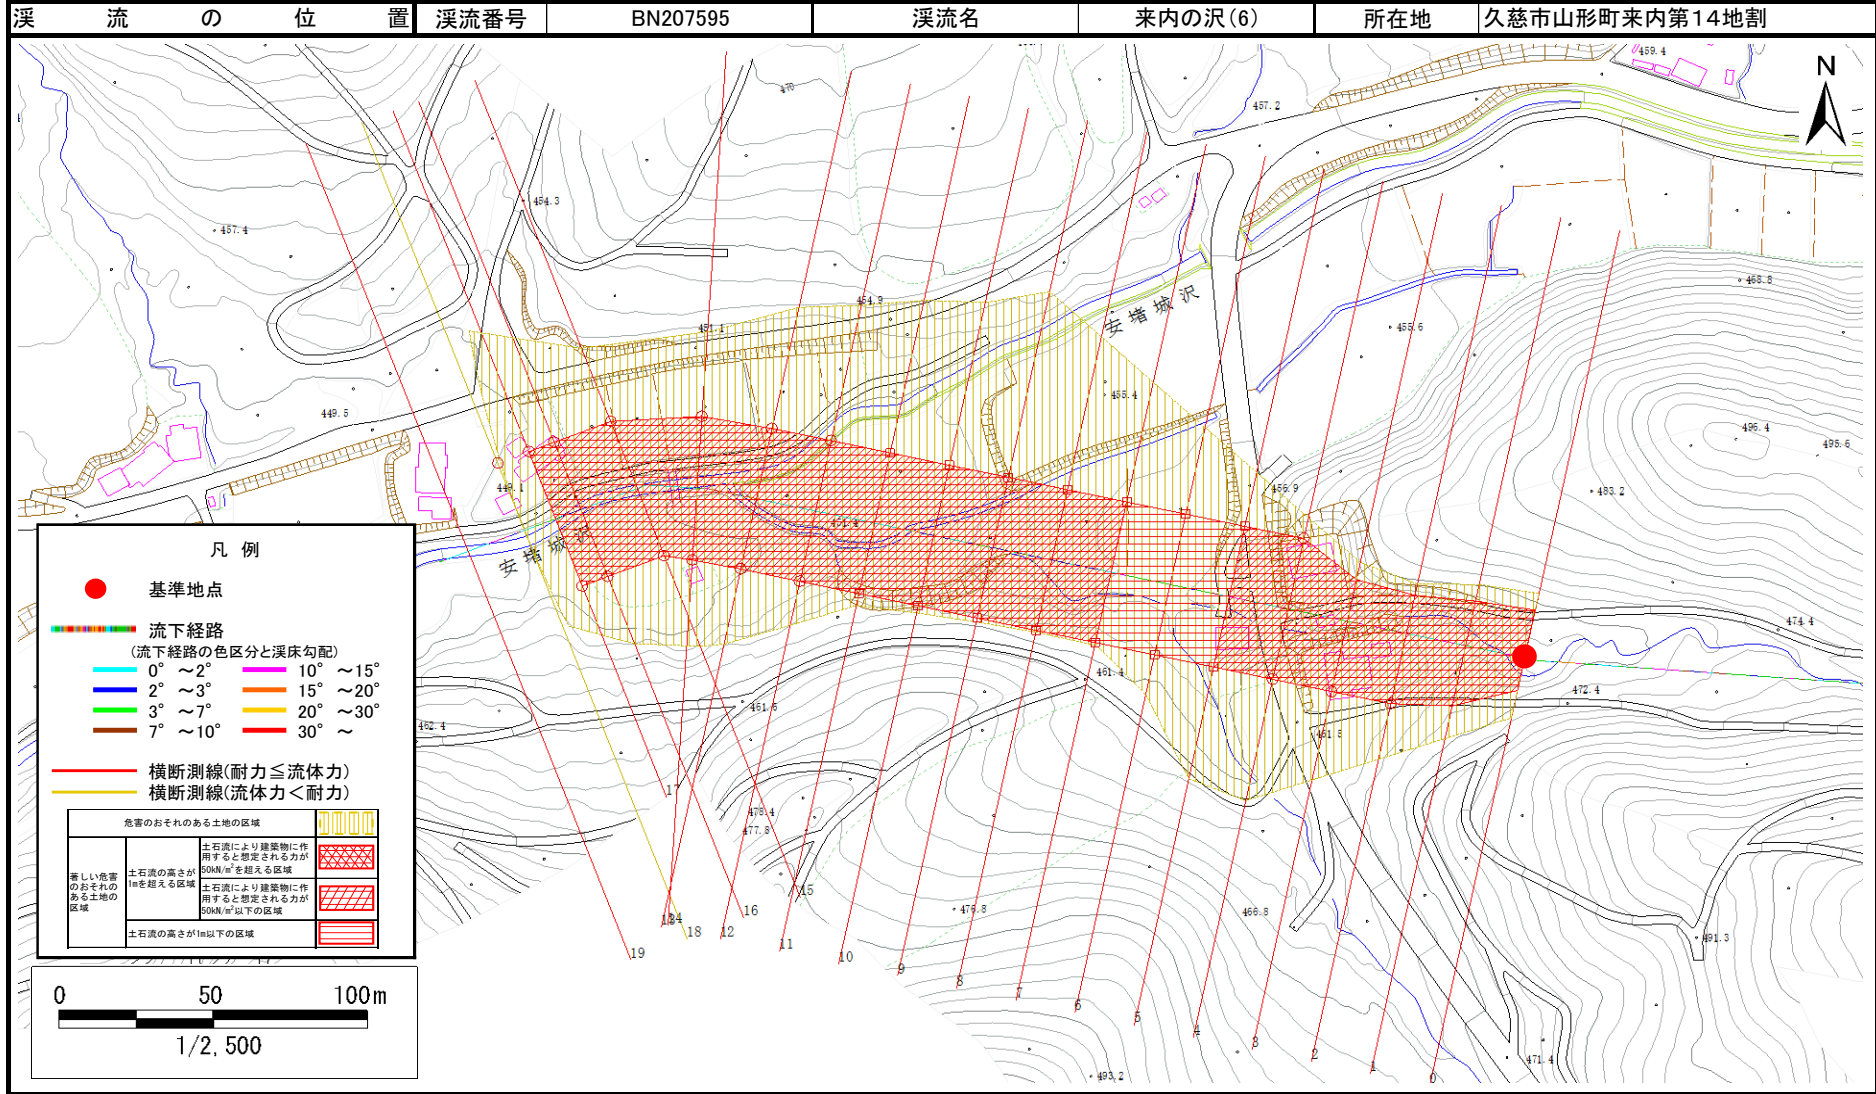 渓流の位置 渓流番号 BN207595 渓流名 来内の沢(6) 所在地 久慈市山形町来内第14地割
459.4
N
470
457.2
454.3
457.4
468.8
安堵城沢
454.9
451.1
455.6
449.5
455.4
496.4
495.6
449.1
456.9
483.2
451.4
安堵城沢
474.4
461.4
472.4
461.6
462.4
461.5
478.4
477.8
476.8
466.8
491.3
471.4
493.2
17
15
16
13
14
18
12
11
19
10
9
8
7
6
5
4
3
2
1
0
凡例
基準地点
流下経路
(流下経路の色区分と渓床勾配)
0° ～2° 10° ～15°
2° ～3° 15° ～20°
3° ～7° 20° ～30°
7° ～10° 30° ～
横断測線(耐力≦流体力)
横断測線(流体力＜耐力)
危害のおそれのある土地の区域
著しい危害
のおそれの
ある土地の
区域
土石流の高さが
1mを超える区域
土石流により建築物に作
用すると想定される力が
50kN/m²を超える区域
土石流により建築物に作
用すると想定される力が
50kN/m²以下の区域
土石流の高さが1m以下の区域
0 50 100m
1/2,500